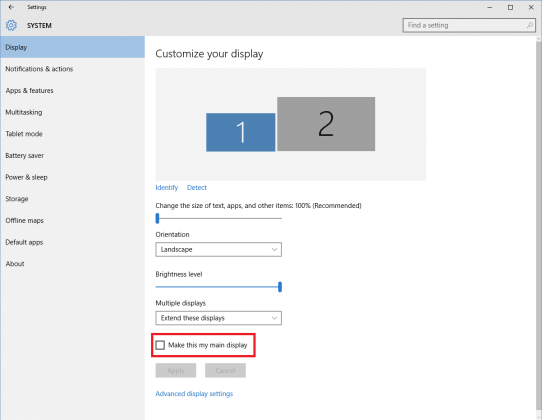 Settings
SYSTEM
Find a setting
Display
Notifications & actions
Apps & features
Multitasking
Tablet mode
Battery saver
Power & sleep
Storage
Offline maps
Default apps
About
Customize your display
1
2
Identify Detect
Change the size of text, apps, and other items: 100% (Recommended)
Orientation
Landscape
Brightness level
Multiple displays
Extend these displays
Make this my main display
Apply Cancel
Advanced display settings